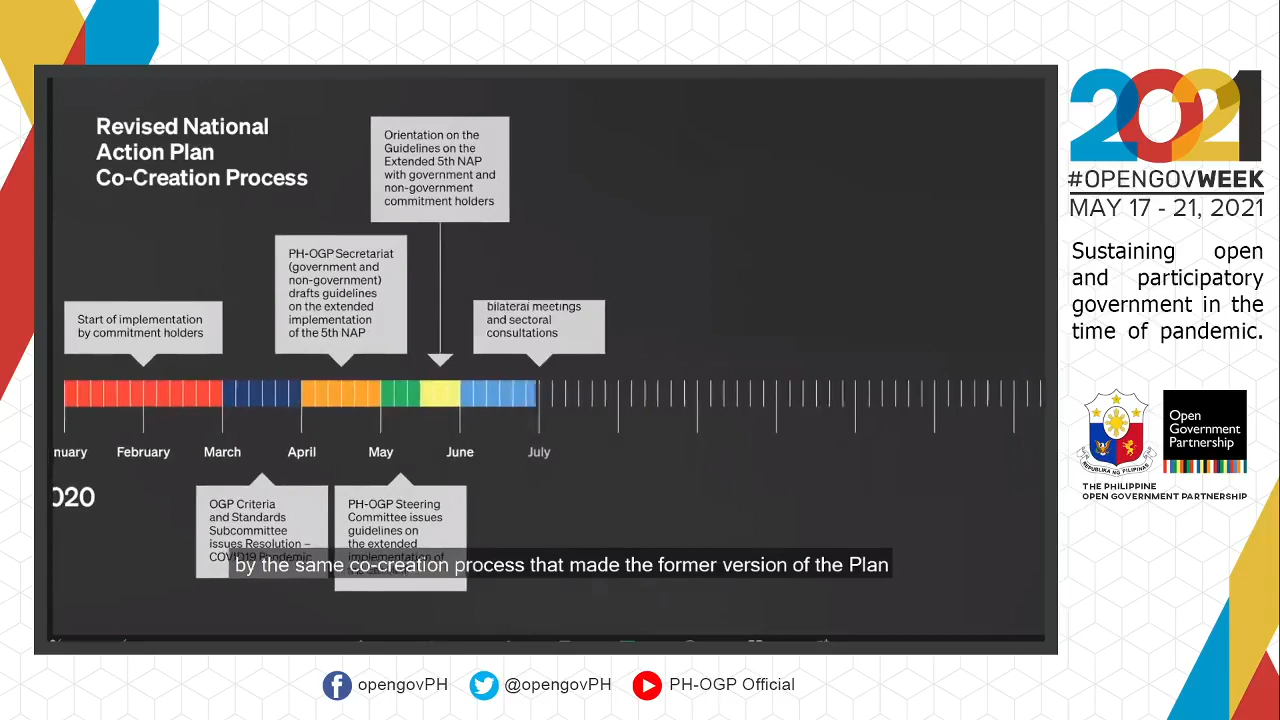 Revised National
Action Plan
Co-Creation Process
Orientation on the
Guidelines on the
Extended 5th NAP
with government and
non-government
commitment holders
PH-OGP Secretariat
(government and
non-government)
drafts guidelines
on the extended
implementation
of the 5th NAP
Start of implementation
by commitment holders
bilateral meetings
and sectoral
consultations
nuary February March April May June July
020
OGP Criteria
and Standards
Subcommittee
issues Resolution –
COVID19 Pandemic
PH-OGP Steering
Committee issues
guidelines on
the extended
implementation of
by the same co-creation process that made the former version of the Plan
2021
#OPENGOVWEEK
MAY 17 - 21, 2021
Sustaining open
and participatory
government in the
time of pandemic.
REPUBLIKA NG PILIPINAS
Open
Government
Partnership
THE PHILIPPINE
OPEN GOVERNMENT PARTNERSHIP
opengovPH @opengovPH PH-OGP Official